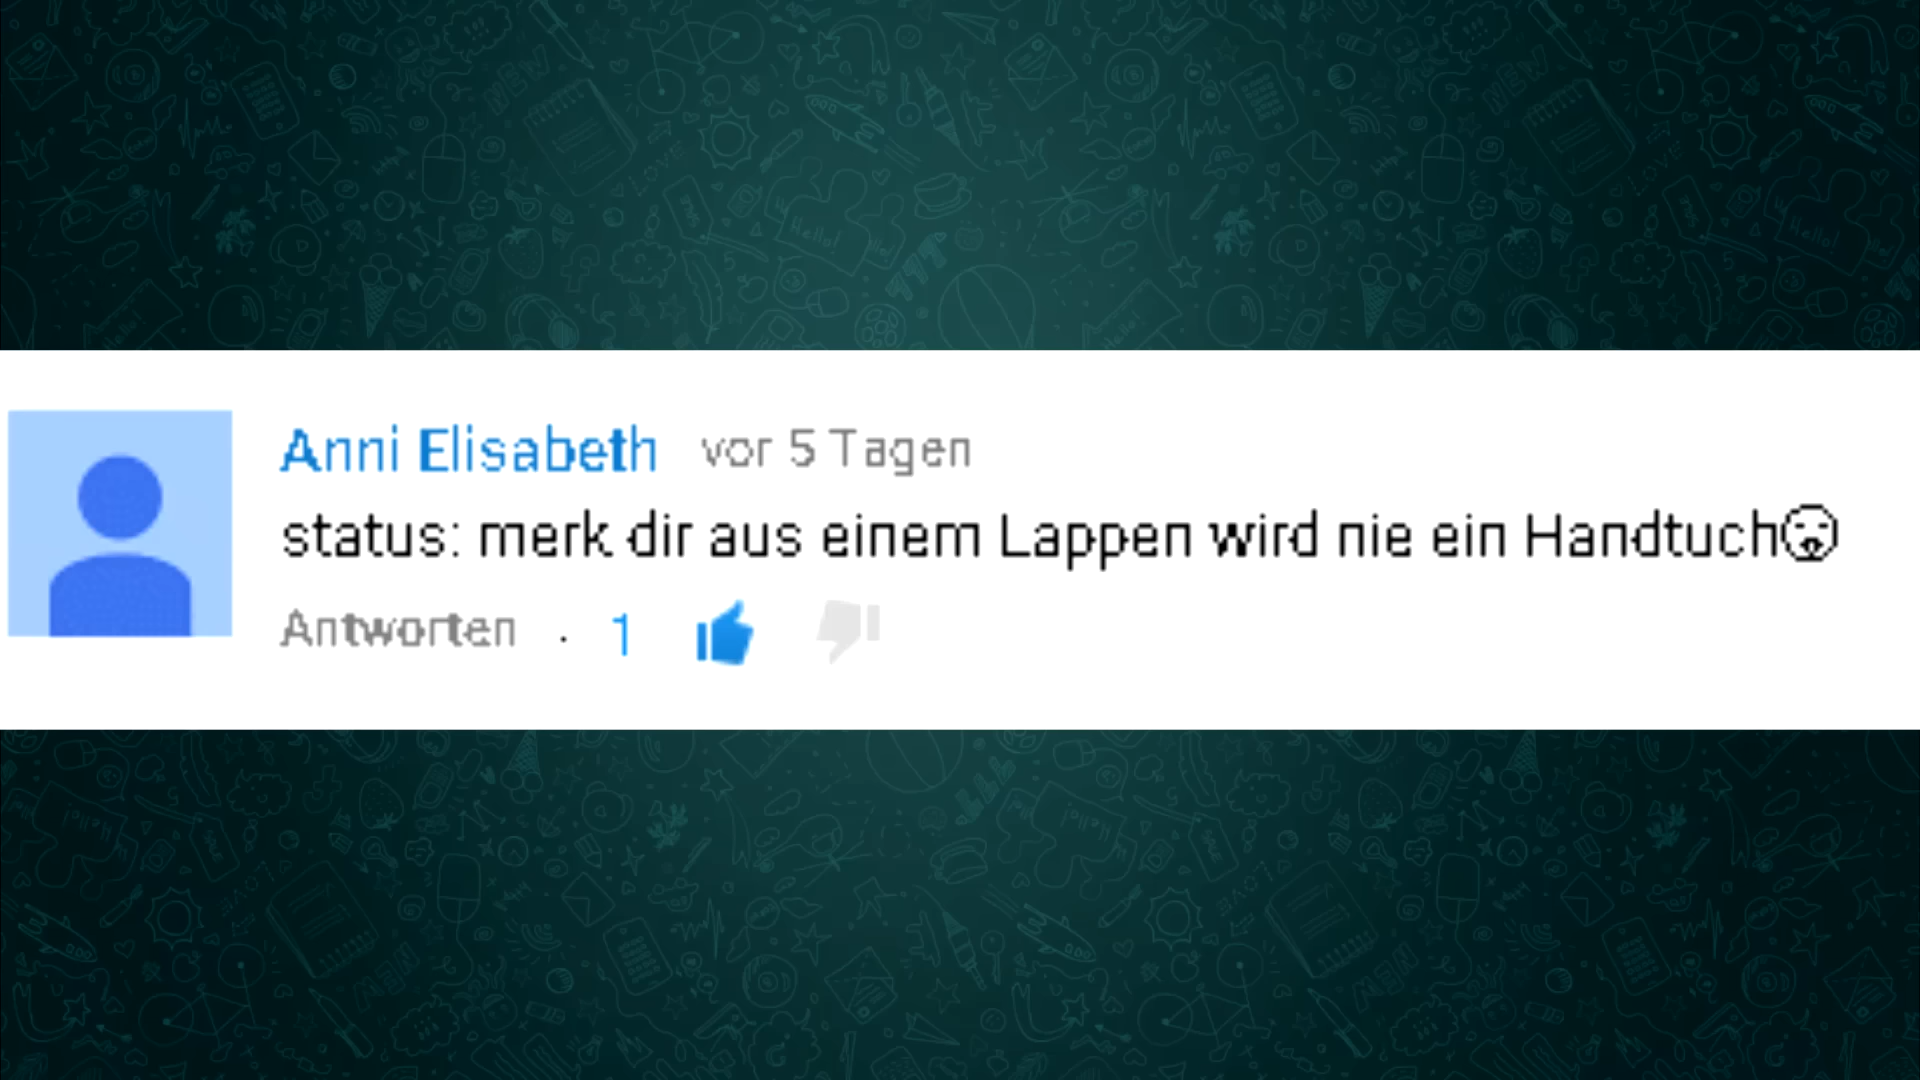 Anni Elisabeth vor 5 Tagen
status: merk dir aus einem Lappen wird nie ein Handtuch
Antworten · 1